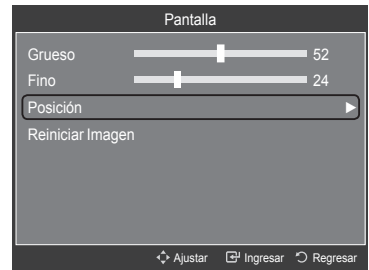 Pantalla
Grueso 52
Fino 24
Posición
Reiniciar Imagen
Ajustar Ingresar Regresar